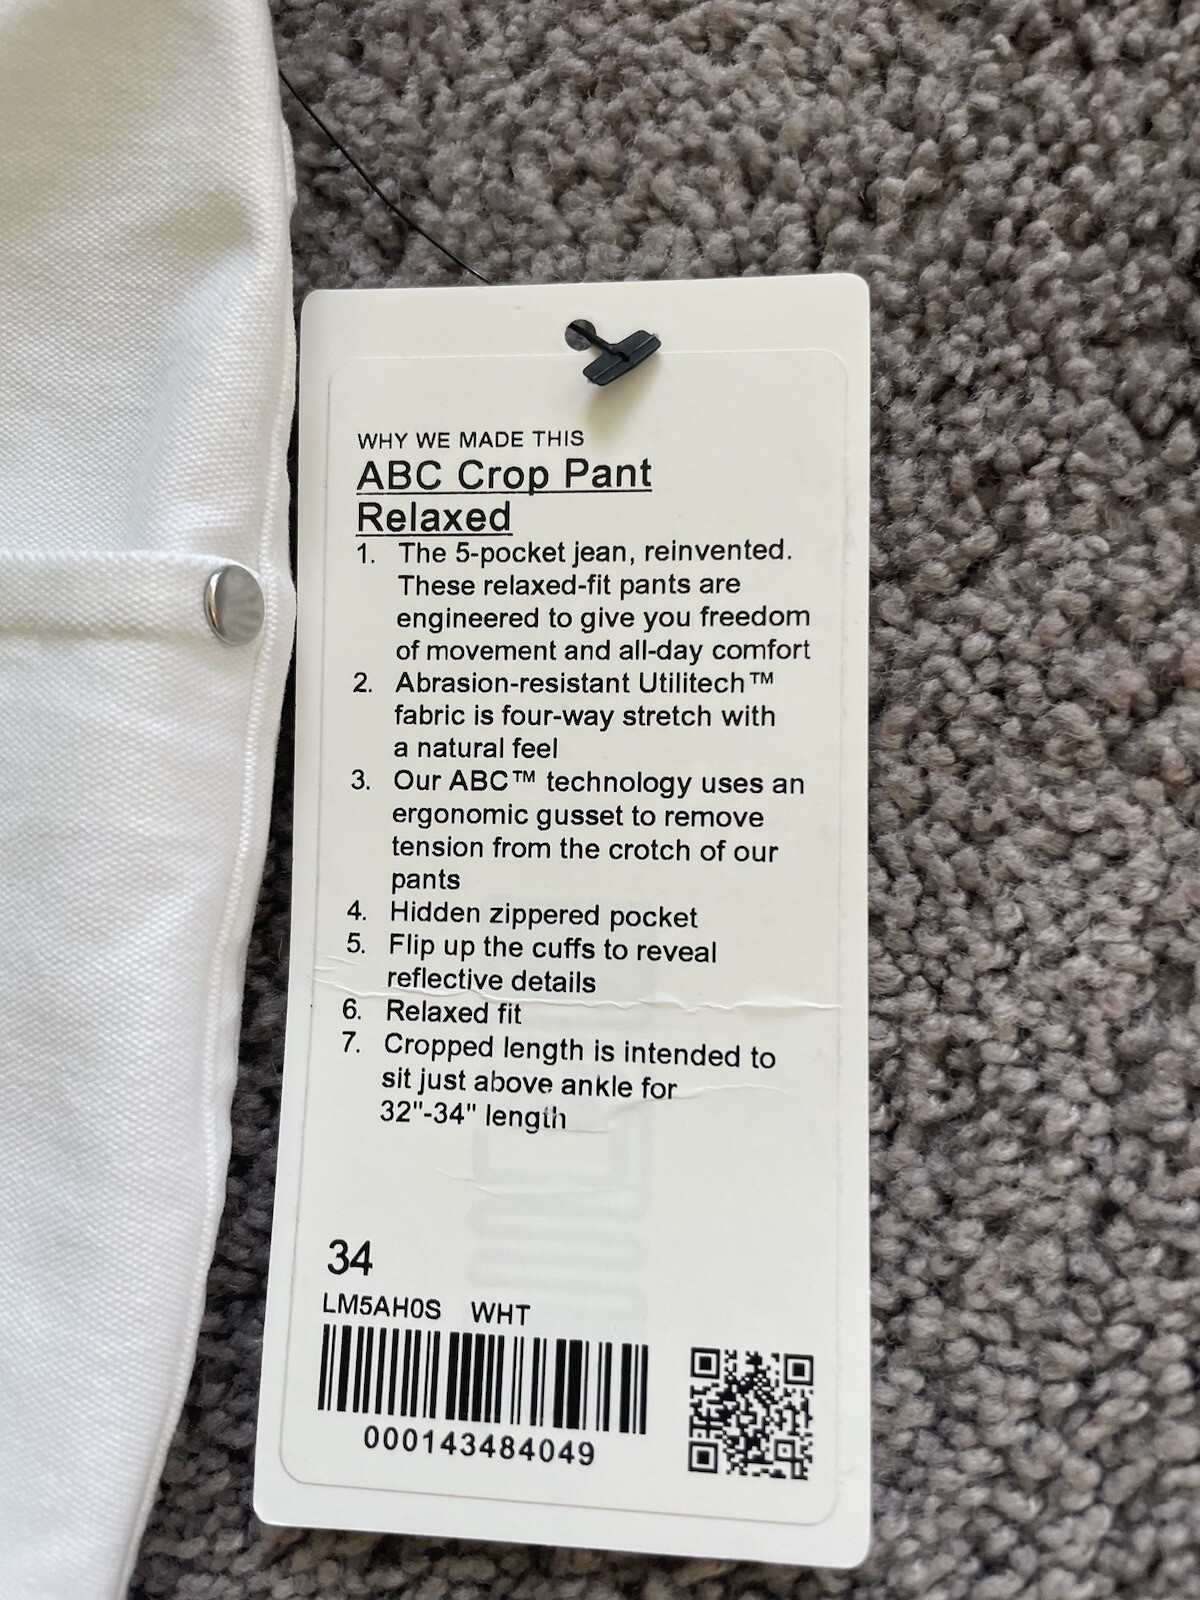 WHY WE MADE THIS
ABC Crop Pant
Relaxed
1. The 5-pocket jean, reinvented.
These relaxed-fit pants are
engineered to give you freedom
of movement and all-day comfort
2. Abrasion-resistant Utilitech™
fabric is four-way stretch with
a natural feel
3. Our ABC™ technology uses an
ergonomic gusset to remove
tension from the crotch of our
pants
4. Hidden zippered pocket
5. Flip up the cuffs to reveal
reflective details
6. Relaxed fit
7. Cropped length is intended to
sit just above ankle for
32"-34" length
34
LM5AH0S WHT
000143484049